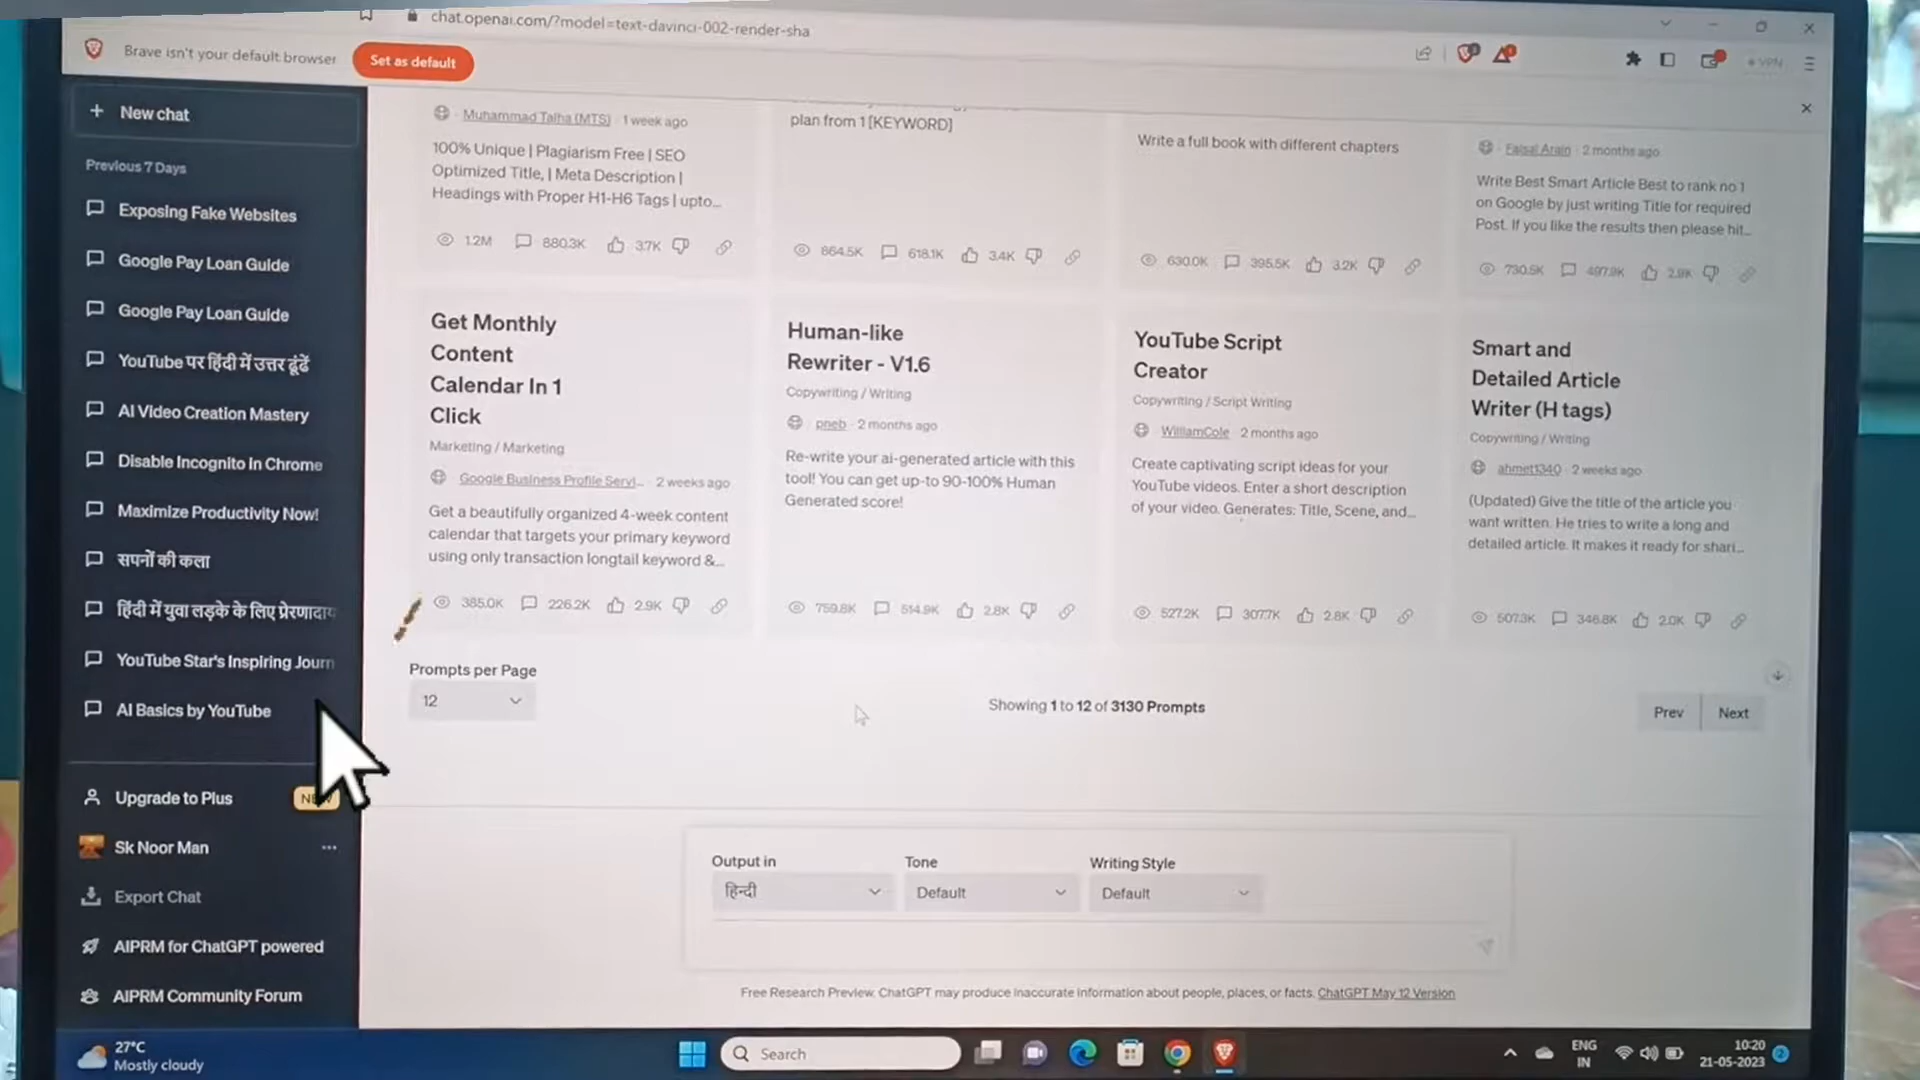 chat.openai.com/?model=text-davinci-002-render-sha
Brave isn't your default browser
Set as default
VPN
New chat
Previous 7 Days
Exposing Fake Websites
Google Pay Loan Guide
Google Pay Loan Guide
YouTube पर हिंदी में उत्तर ढूंढें
AI Video Creation Mastery
Disable Incognito In Chrome
Maximize Productivity Now!
सपनों की कला
हिंदी में युवा लड़के के लिए प्रेरणादाय
YouTube Star's Inspiring Journ
AI Basics by YouTube
Upgrade to Plus
Sk Noor Man
Export Chat
AIPRM for ChatGPT powered
AIPRM Community Forum
Muhammad Talha (MTS) · 1 week ago
100% Unique | Plagiarism Free | SEO
Optimized Title, | Meta Description |
Headings with Proper H1-H6 Tags | upto...
1.2M 880.3K 3.7K
plan from 1 [KEYWORD]
864.5K 618.1K 3.4K
Write a full book with different chapters
630.0K 395.5K 3.2K
Faisal Arain · 2 months ago
Write Best Smart Article Best to rank no 1
on Google by just writing Title for required
Post. If you like the results then please hit...
730.5K 497.9K 2.9K
Get Monthly
Content
Calendar In 1
Click
Marketing / Marketing
Google Business Profile Servi... 2 weeks ago
Get a beautifully organized 4-week content
calendar that targets your primary keyword
using only transaction longtail keyword &...
385.0K 226.2K 2.9K
Human-like
Rewriter - V1.6
Copywriting / Writing
pneb · 2 months ago
Re-write your ai-generated article with this
tool! You can get up-to 90-100% Human
Generated score!
759.8K 514.9K 2.8K
YouTube Script
Creator
Copywriting / Script Writing
WilliamCole 2 months ago
Create captivating script ideas for your
YouTube videos. Enter a short description
of your video. Generates: Title, Scene, and...
527.2K 307.7K 2.8K
Smart and
Detailed Article
Writer (H tags)
Copywriting / Writing
ahmet1340 · 2 weeks ago
(Updated) Give the title of the article you
want written. He tries to write a long and
detailed article. It makes it ready for shari...
507.3K 346.8K 2.0K
Prompts per Page
12
Showing 1 to 12 of 3130 Prompts
Prev
Next
Output in
Tone
Writing Style
हिन्दी
Default
Default
Free Research Preview. ChatGPT may produce inaccurate information about people, places, or facts. ChatGPT May 12 Version
27°C
Mostly cloudy
Search
ENG
IN
10:20
21-05-2023